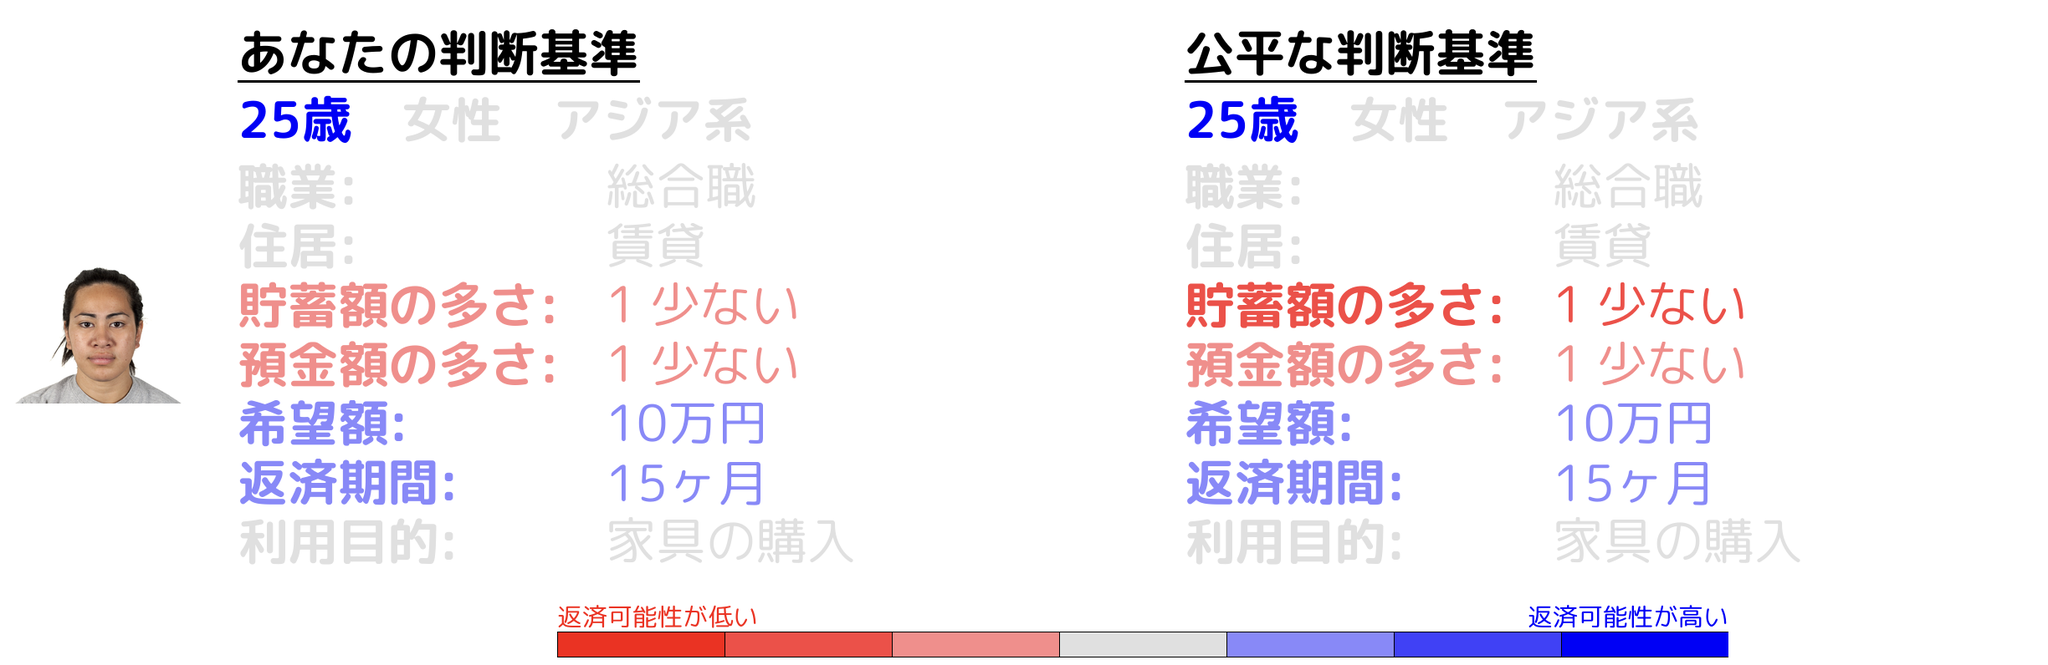 あなたの判断基準
25歳 女性 アジア系
職業: 総合職
住居: 賃貸
貯蓄額の多さ: 1 少ない
預金額の多さ: 1 少ない
希望額: 10万円
返済期間: 15ヶ月
利用目的: 家具の購入
公平な判断基準
25歳 女性 アジア系
職業: 総合職
住居: 賃貸
貯蓄額の多さ: 1 少ない
預金額の多さ: 1 少ない
希望額: 10万円
返済期間: 15ヶ月
利用目的: 家具の購入
返済可能性が低い 返済可能性が高い